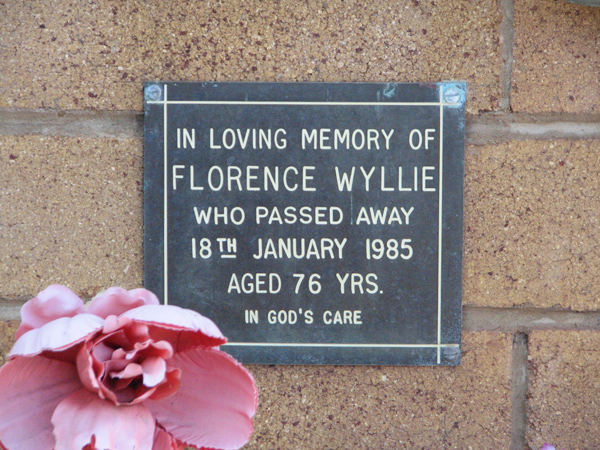 IN LOVING MEMORY OF
FLORENCE WYLLIE
WHO PASSED AWAY
18TH JANUARY 1985
AGED 76 YRS.
IN GOD'S CARE